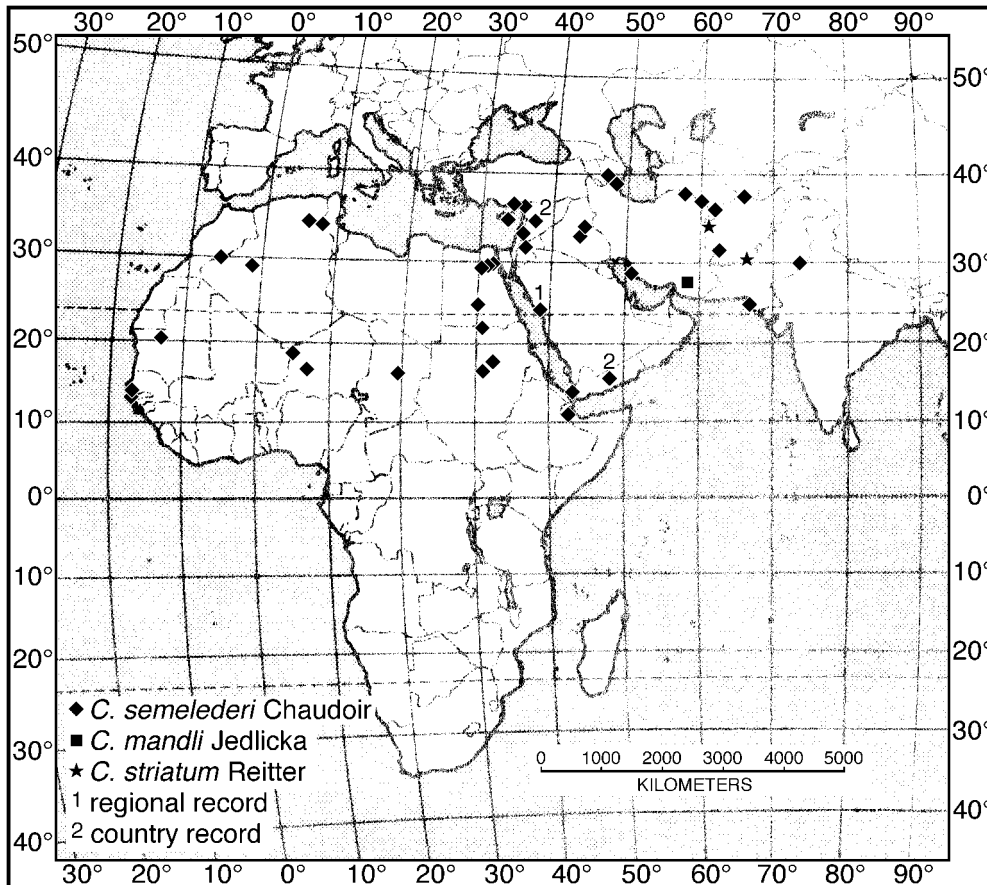 30° 20° 10° 0° 10° 20° 30° 40° 50° 60° 70° 80° 90°
50° 50°
40° 40°
2
30° 30°
1
20° 20°
2
10° 10°
0° 0°
10° 10°
20° 20°
C. semelederi Chaudoir
30° C. mandli Jedlicka 30°
C. striatum Reitter
0 1000 2000 3000 4000 5000
KILOMETERS
1 regional record
2 country record
40° 40°
30° 20° 10° 0° 10° 20° 30° 40° 50° 60° 70° 80° 90°